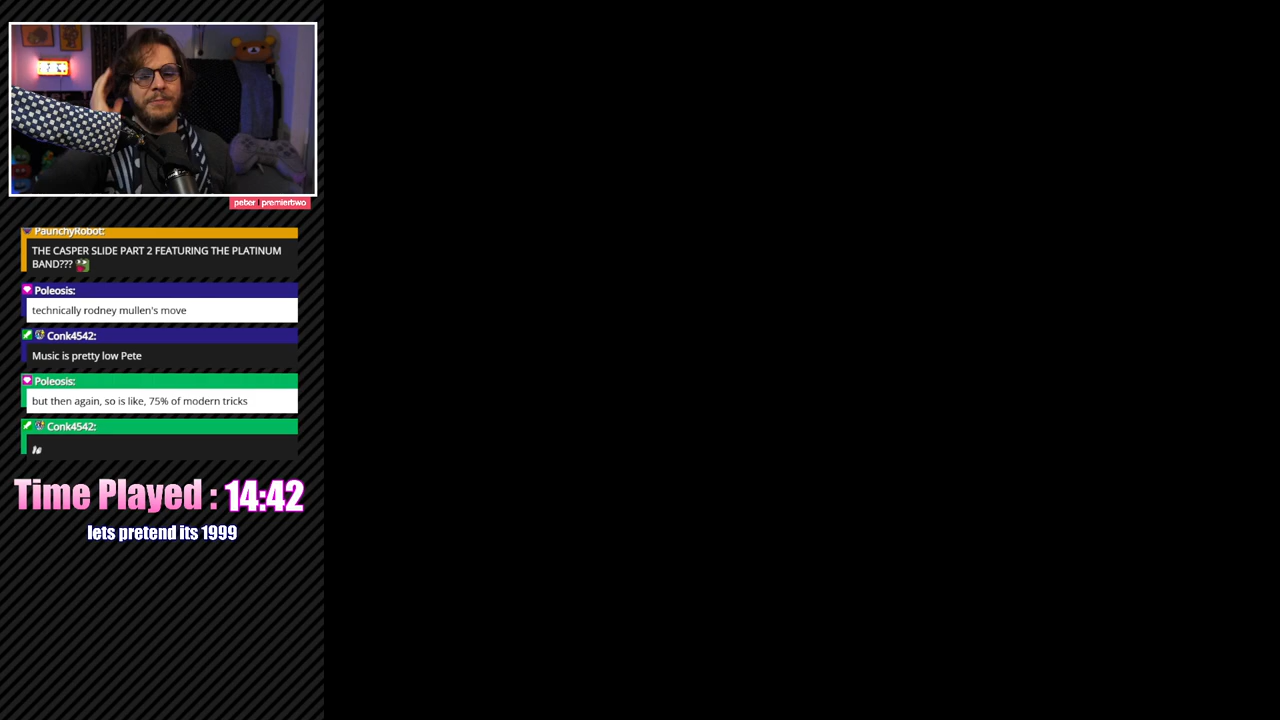 peter | premiertwo
PaunchyRobot:
THE CASPER SLIDE PART 2 FEATURING THE PLATINUM
BAND???
Poleosis:
technically rodney mullen's move
Conk4542:
Music is pretty low Pete
Poleosis:
but then again, so is like, 75% of modern tricks
Conk4542:
Time Played : 14:42
lets pretend its 1999